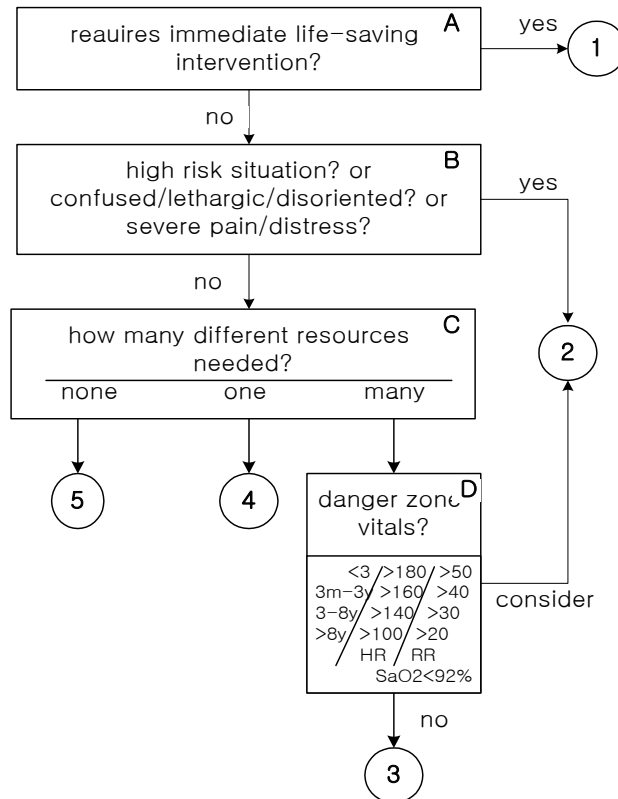 A
reauires immediate life-saving
intervention?
yes
1
no
B
high risk situation? or
confused/lethargic/disoriented? or
severe pain/distress?
yes
no
C
how many different resources
needed?
none one many
2
5
4
D
danger zone
vitals?
<3 >180 >50
3m-3y >160 >40
3-8y >140 >30
>8y >100 >20
HR RR
SaO2<92%
consider
no
3